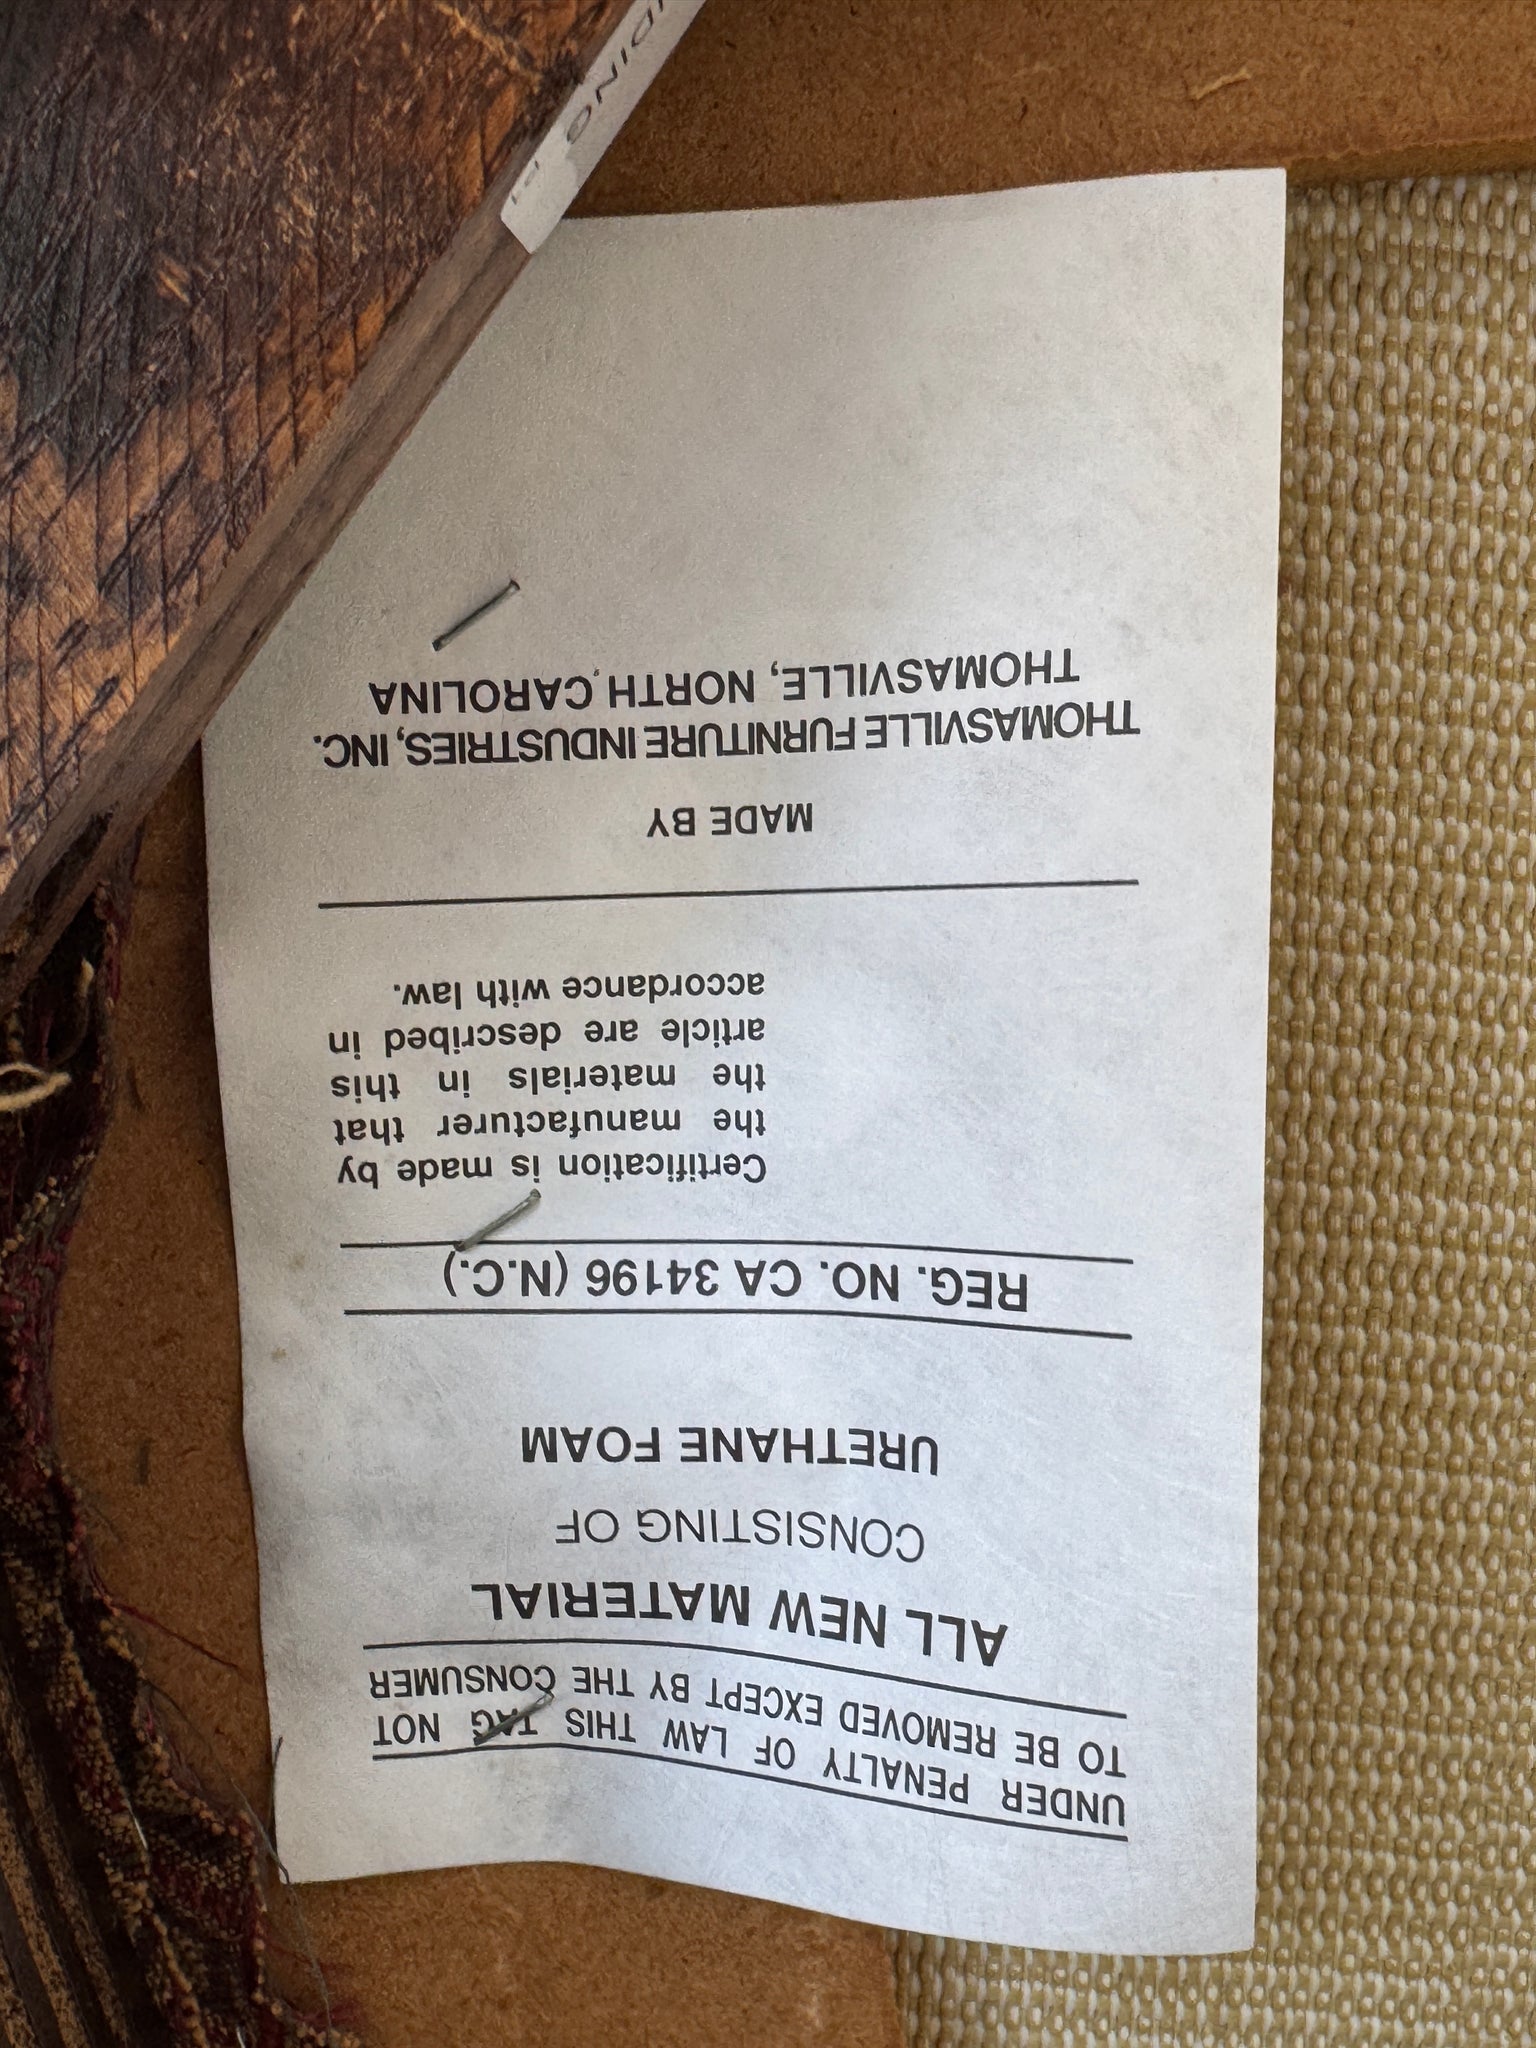 UNDER PENALTY OF LAW THIS TAG NOT
TO BE REMOVED EXCEPT BY THE CONSUMER
ALL NEW MATERIAL
CONSISTING OF
URETHANE FOAM
REG. NO. CA 34196 (N.C.)
Certification is made by
the manufacturer that
the materials in this
article are described in
accordance with law.
MADE BY
THOMASVILLE FURNITURE INDUSTRIES, INC.
THOMASVILLE, NORTH CAROLINA